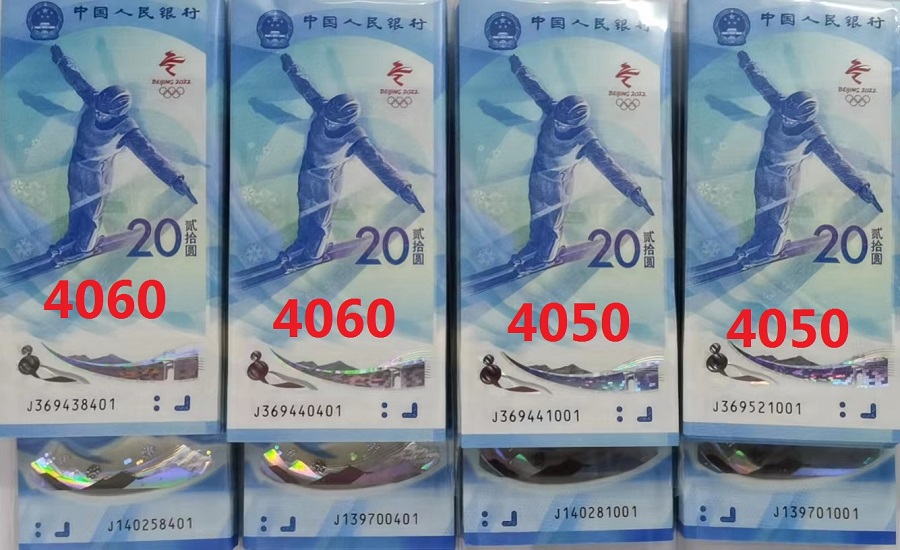 中国人民银行
BEIJING 2022
20 贰拾圆
4060
J369438401
J140258401
中国人民银行
BEIJING 2022
20 贰拾圆
4060
J369440401
J139700401
中国人民银行
BEIJING 2022
20 贰拾圆
4050
J369441001
J140281001
中国人民银行
BEIJING 2022
20 贰拾圆
4050
J369521001
J139701001